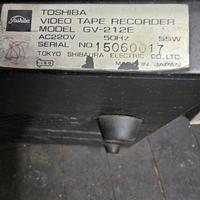 Toshiba
TOSHIBA
VIDEO TAPE RECORDER
MODEL GV-212E
AC220V 50Hz 55W
SERIAL NO. 15060017
TOKYO SHIBAURA ELECTRIC CO.,LTD.
MADE IN JAPAN